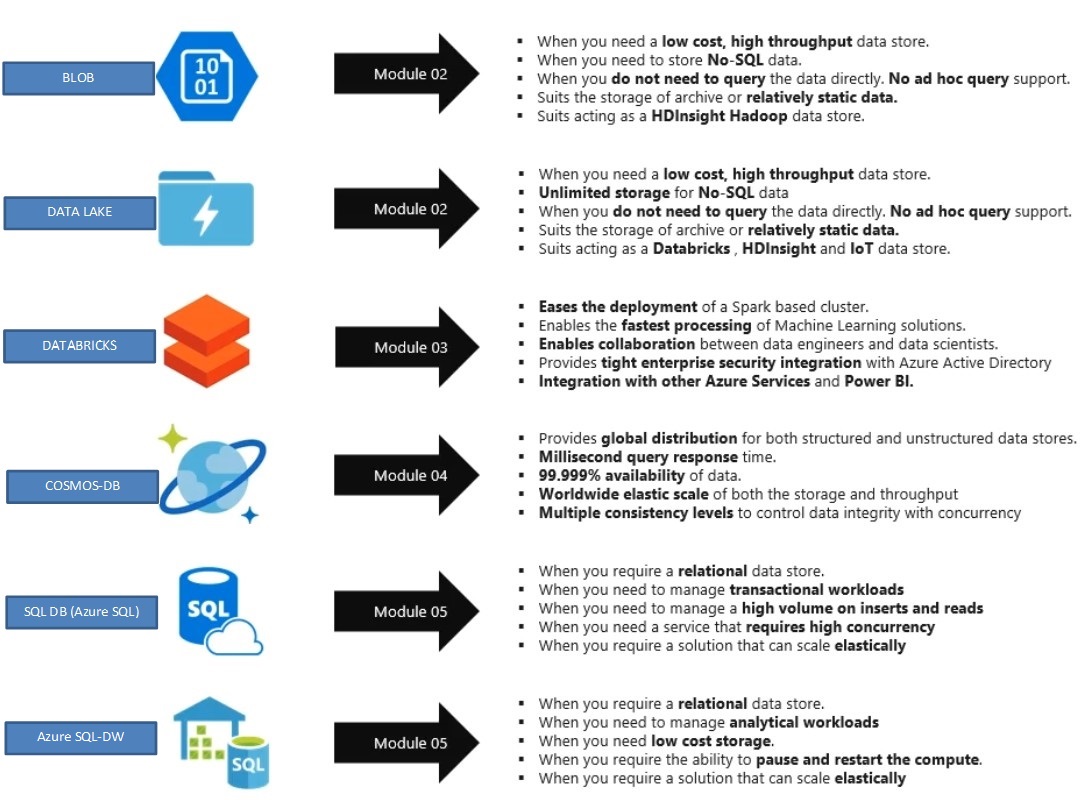 BLOB
10
01
Module 02
▪ When you need a low cost, high throughput data store.
▪ When you need to store No-SQL data.
▪ When you do not need to query the data directly. No ad hoc query support.
▪ Suits the storage of archive or relatively static data.
▪ Suits acting as a HDInsight Hadoop data store.
DATA LAKE
Module 02
▪ When you need a low cost, high throughput data store.
▪ Unlimited storage for No-SQL data
▪ When you do not need to query the data directly. No ad hoc query support.
▪ Suits the storage of archive or relatively static data.
▪ Suits acting as a Databricks , HDInsight and IoT data store.
DATABRICKS
Module 03
▪ Eases the deployment of a Spark based cluster.
▪ Enables the fastest processing of Machine Learning solutions.
▪ Enables collaboration between data engineers and data scientists.
▪ Provides tight enterprise security integration with Azure Active Directory
▪ Integration with other Azure Services and Power BI.
COSMOS-DB
Module 04
▪ Provides global distribution for both structured and unstructured data stores.
▪ Millisecond query response time.
▪ 99.999% availability of data.
▪ Worldwide elastic scale of both the storage and throughput
▪ Multiple consistency levels to control data integrity with concurrency
SQL DB (Azure SQL)
SQL
Module 05
▪ When you require a relational data store.
▪ When you need to manage transactional workloads
▪ When you need to manage a high volume on inserts and reads
▪ When you need a service that requires high concurrency
▪ When you require a solution that can scale elastically
Azure SQL-DW
SQL
Module 05
▪ When you require a relational data store.
▪ When you need to manage analytical workloads
▪ When you need low cost storage.
▪ When you require the ability to pause and restart the compute.
▪ When you require a solution that can scale elastically